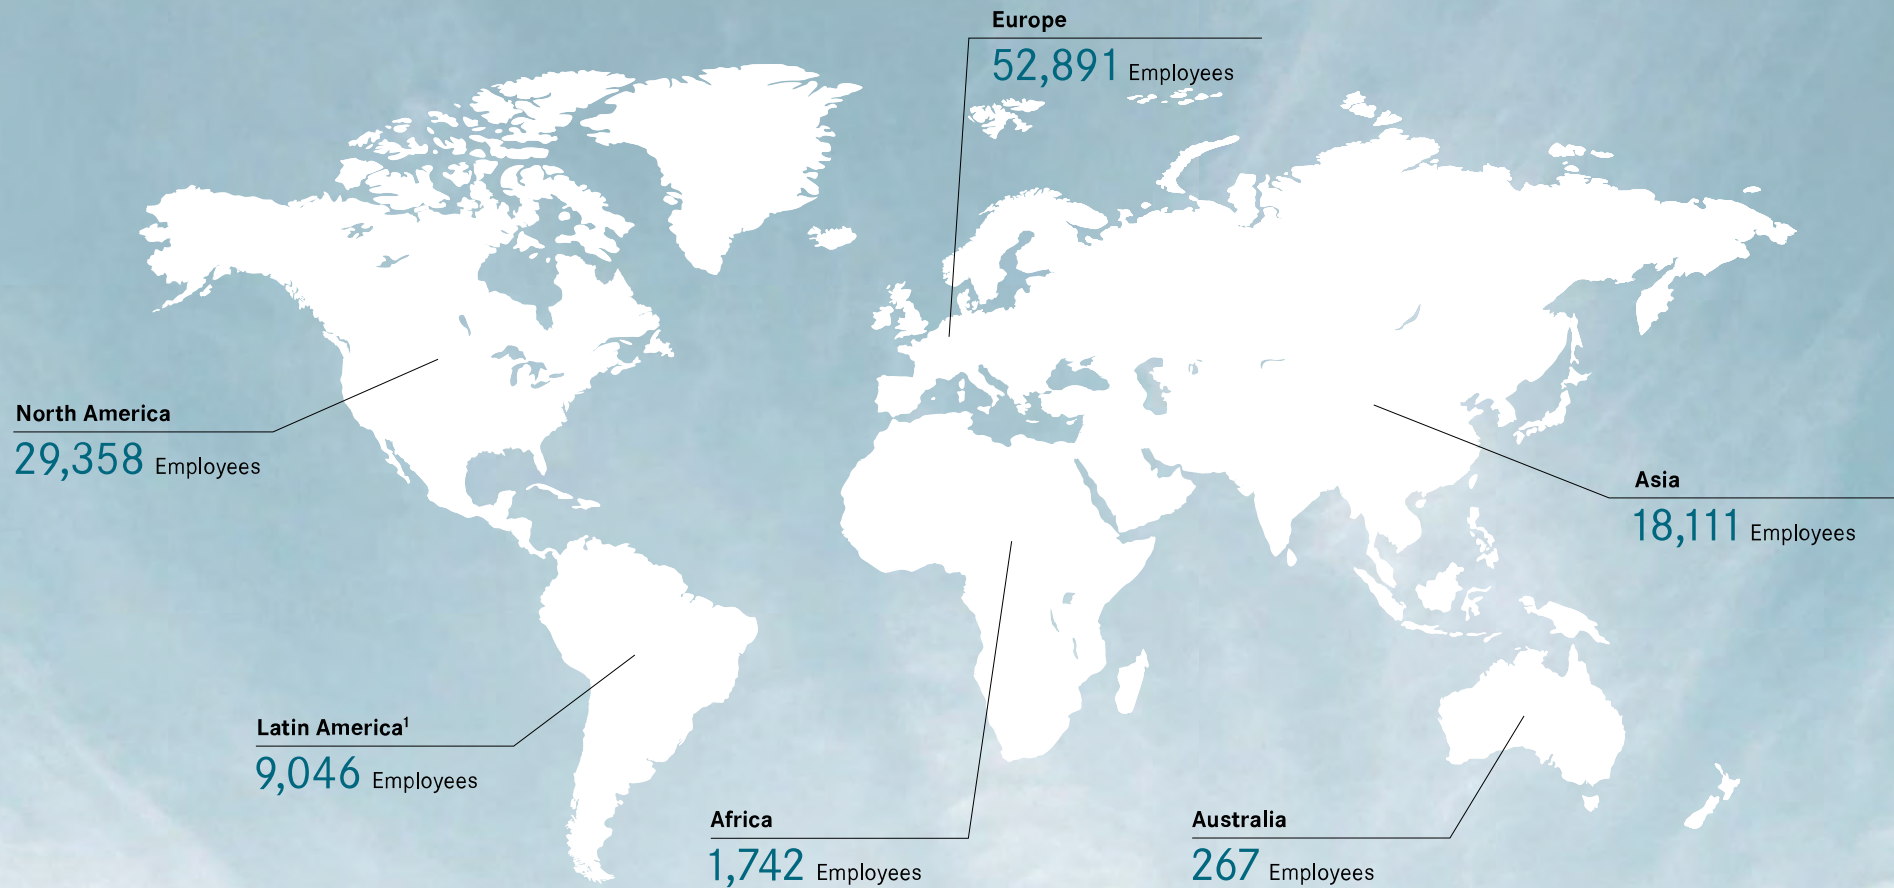 Europe
52,891 Employees
North America
29,358 Employees
Asia
18,111 Employees
Latin America¹
9,046 Employees
Africa
1,742 Employees
Australia
267 Employees